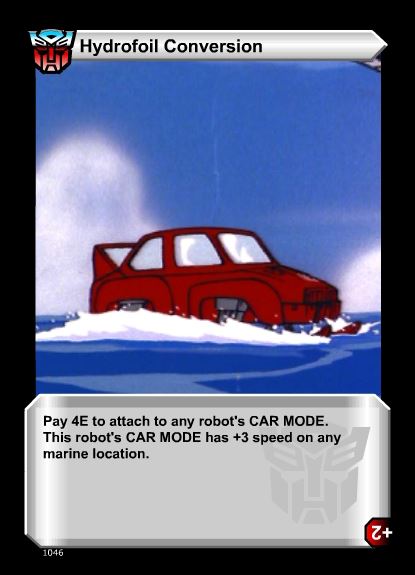 Hydrofoil Conversion
Pay 4E to attach to any robot's CAR MODE.
This robot's CAR MODE has +3 speed on any
marine location.
+2
1046